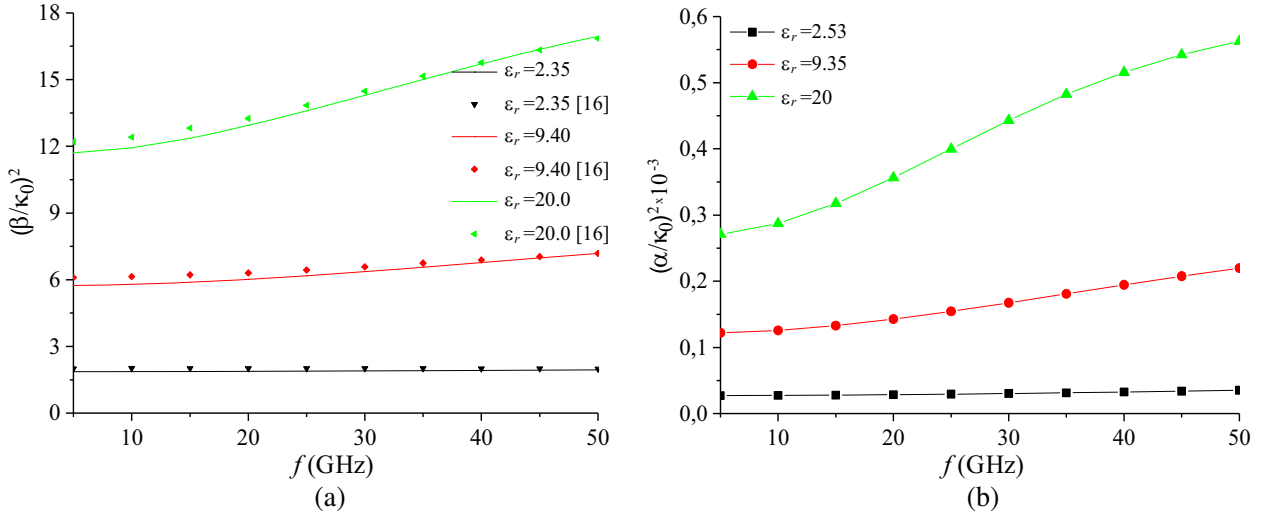 18
15
12
9
6
3
0
(β/κ₀)²
10
20
30
40
50
f (GHz)
εr=2.35
εr=2.35 [16]
εr=9.40
εr=9.40 [16]
εr=20.0
εr=20.0 [16]
(a)
0,6
0,5
0,4
0,3
0,2
0,1
0,0
(α/κ₀)²ˣ10⁻³
10
20
30
40
50
f (GHz)
εr=2.53
εr=9.35
εr=20
(b)